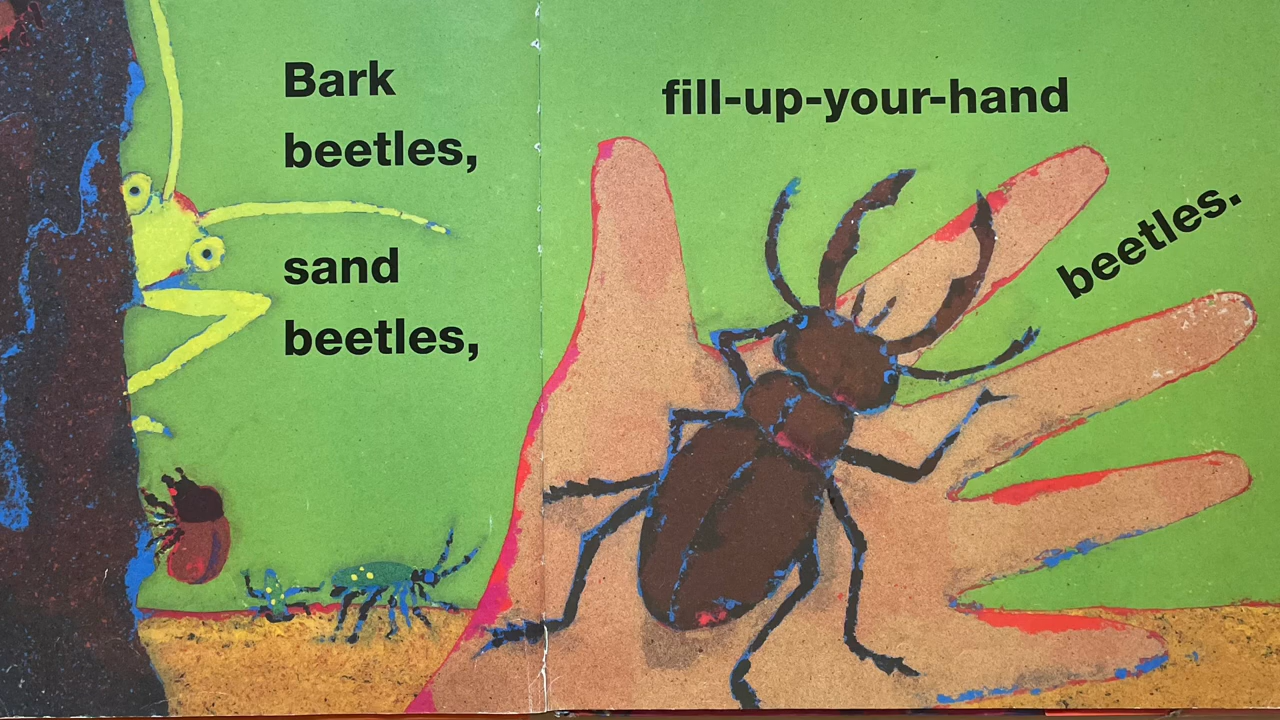 Bark
beetles,
sand
beetles,
fill-up-your-hand
beetles.